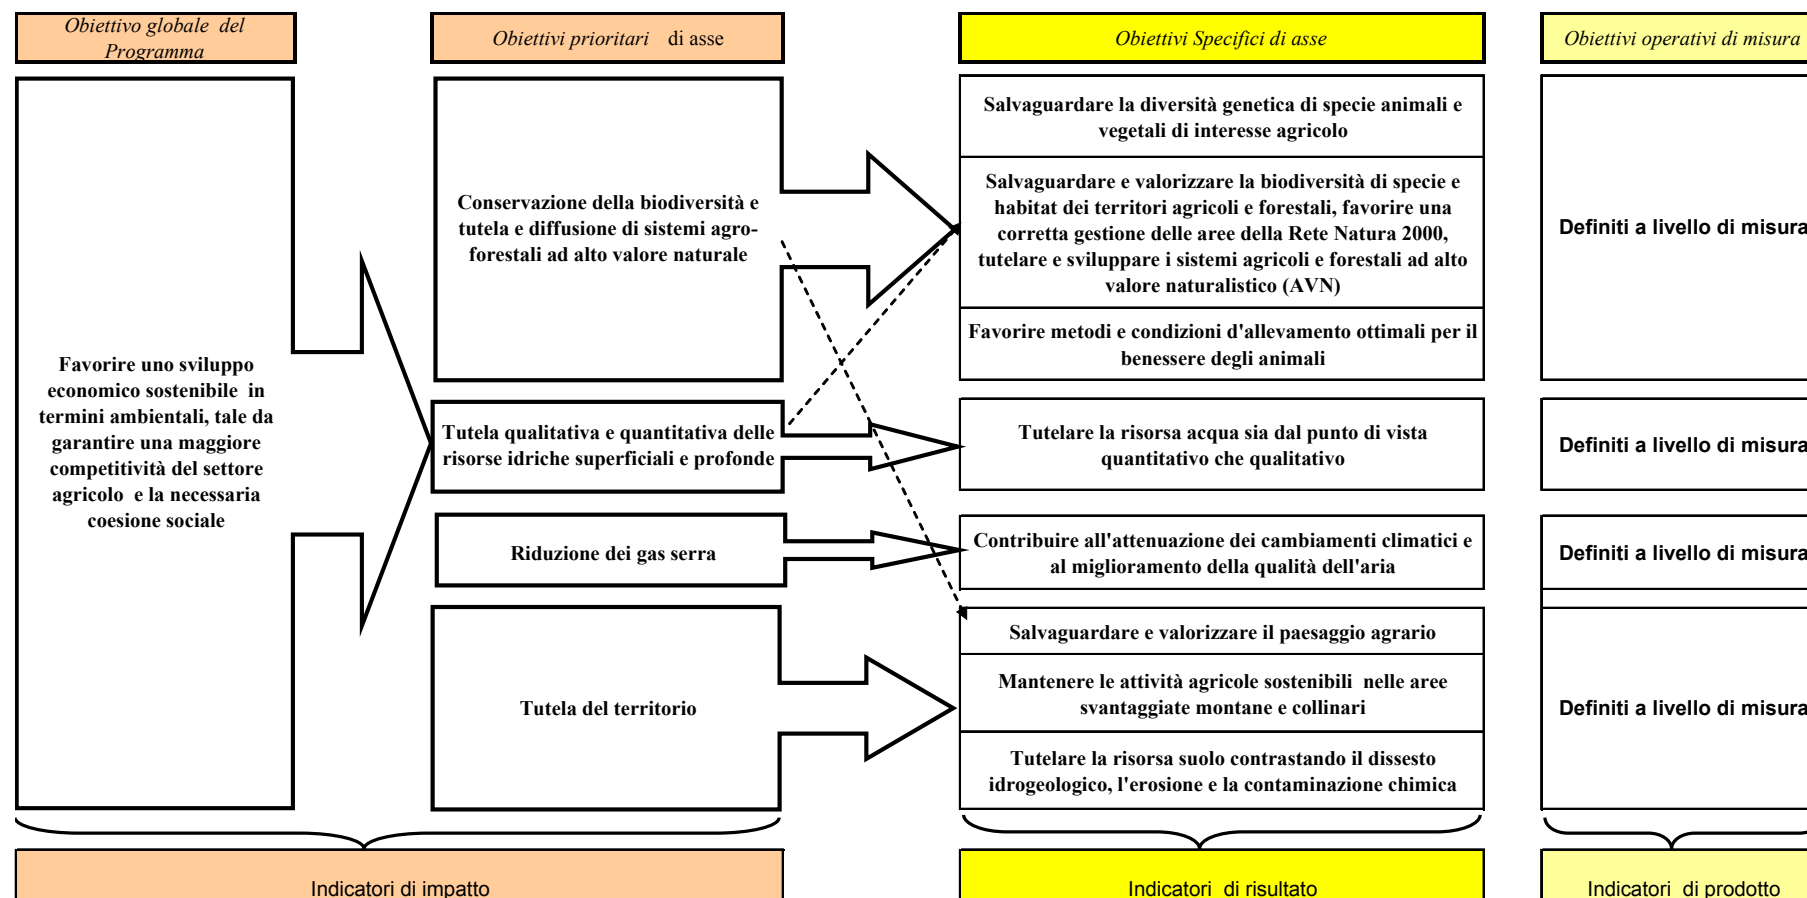 Obiettivo globale del
Programma
Obiettivi prioritari di asse
Obiettivi Specifici di asse
Obiettivi operativi di misura
Favorire uno sviluppo
economico sostenibile in
termini ambientali, tale da
garantire una maggiore
competitività del settore
agricolo e la necessaria
coesione sociale
Conservazione della biodiversità e
tutela e diffusione di sistemi agro-
forestali ad alto valore naturale
Salvaguardare la diversità genetica di specie animali e
vegetali di interesse agricolo
Salvaguardare e valorizzare la biodiversità di specie e
habitat dei territori agricoli e forestali, favorire una
corretta gestione delle aree della Rete Natura 2000,
tutelare e sviluppare i sistemi agricoli e forestali ad alto
valore naturalistico (AVN)
Favorire metodi e condizioni d'allevamento ottimali per il
benessere degli animali
Definiti a livello di misura
Tutela qualitativa e quantitativa delle
risorse idriche superficiali e profonde
Tutelare la risorsa acqua sia dal punto di vista
quantitativo che qualitativo
Definiti a livello di misura
Riduzione dei gas serra
Contribuire all'attenuazione dei cambiamenti climatici e
al miglioramento della qualità dell'aria
Definiti a livello di misura
Tutela del territorio
Salvaguardare e valorizzare il paesaggio agrario
Mantenere le attività agricole sostenibili nelle aree
svantaggiate montane e collinari
Tutelare la risorsa suolo contrastando il dissesto
idrogeologico, l'erosione e la contaminazione chimica
Definiti a livello di misura
Indicatori di impatto
Indicatori di risultato
Indicatori di prodotto